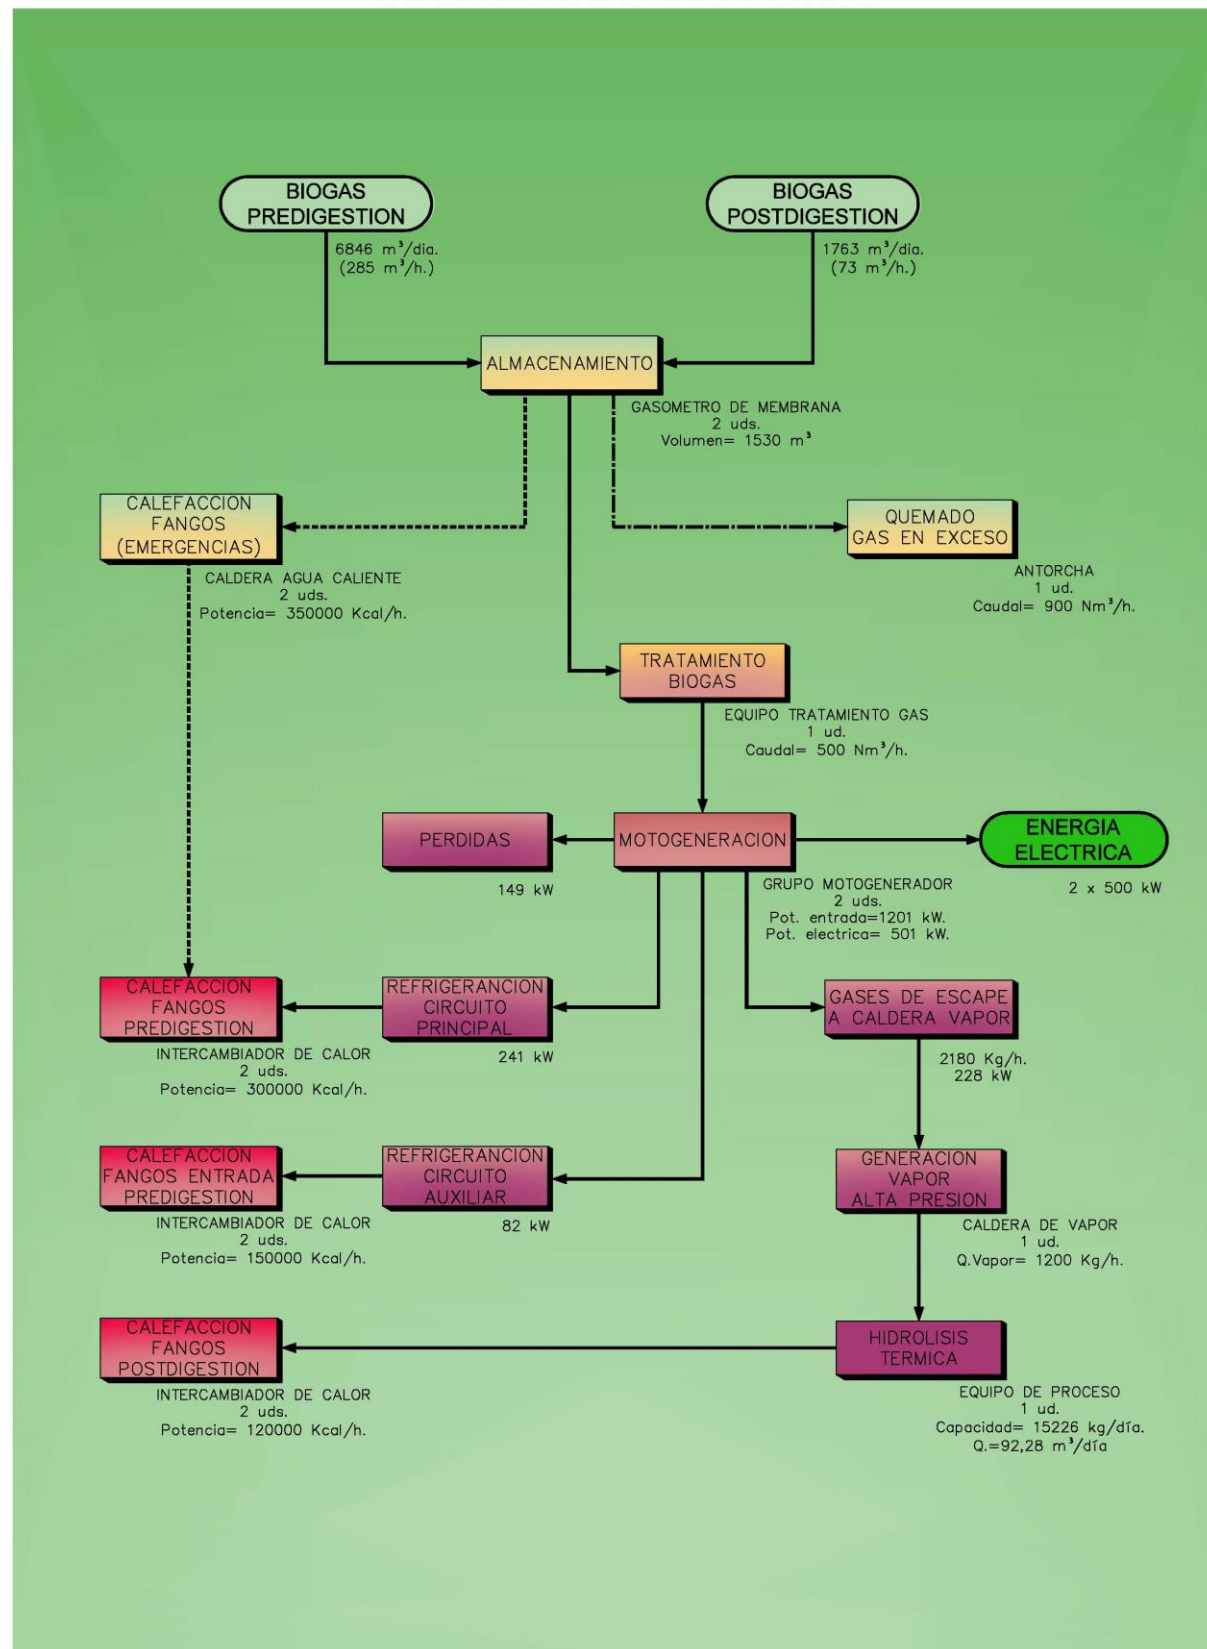 BIOGAS
PREDIGESTION
6846 m³/dia.
(285 m³/h.)
BIOGAS
POSTDIGESTION
1763 m³/dia.
(73 m³/h.)
ALMACENAMIENTO
GASOMETRO DE MEMBRANA
2 uds.
Volumen= 1530 m³
CALEFACCION
FANGOS
(EMERGENCIAS)
CALDERA AGUA CALIENTE
2 uds.
Potencia= 350000 Kcal/h.
QUEMADO
GAS EN EXCESO
ANTORCHA
1 ud.
Caudal= 900 Nm³/h.
TRATAMIENTO
BIOGAS
EQUIPO TRATAMIENTO GAS
1 ud.
Caudal= 500 Nm³/h.
PERDIDAS
149 kW
MOTOGENERACION
GRUPO MOTOGENERADOR
2 uds.
Pot. entrada=1201 kW.
Pot. electrica= 501 kW.
ENERGIA
ELECTRICA
2 x 500 kW
CALEFACCION
FANGOS
PREDIGESTION
INTERCAMBIADOR DE CALOR
2 uds.
Potencia= 300000 Kcal/h.
REFRIGERANCION
CIRCUITO
PRINCIPAL
241 kW
GASES DE ESCAPE
A CALDERA VAPOR
2180 Kg/h.
228 kW
CALEFACCION
FANGOS ENTRADA
PREDIGESTION
INTERCAMBIADOR DE CALOR
2 uds.
Potencia= 150000 Kcal/h.
REFRIGERANCION
CIRCUITO
AUXILIAR
82 kW
GENERACION
VAPOR
ALTA PRESION
CALDERA DE VAPOR
1 ud.
Q.Vapor= 1200 Kg/h.
CALEFACCION
FANGOS
POSTDIGESTION
INTERCAMBIADOR DE CALOR
2 uds.
Potencia= 120000 Kcal/h.
HIDROLISIS
TERMICA
EQUIPO DE PROCESO
1 ud.
Capacidad= 15226 kg/día.
Q.=92,28 m³/día